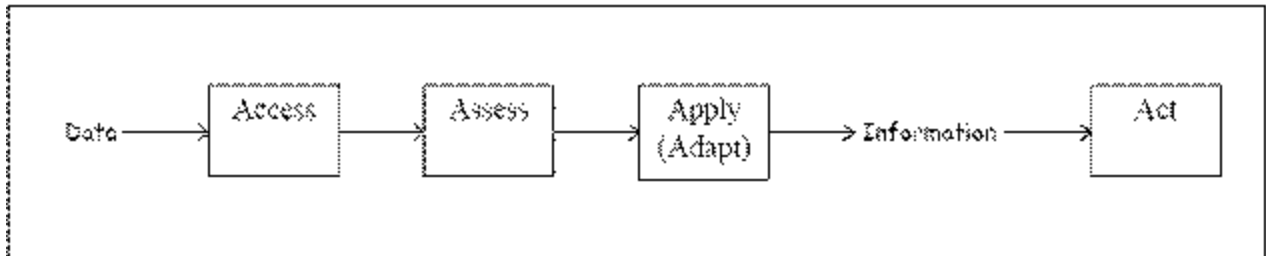 Data
Access
Assess
Apply
(Adapt)
Information
Act